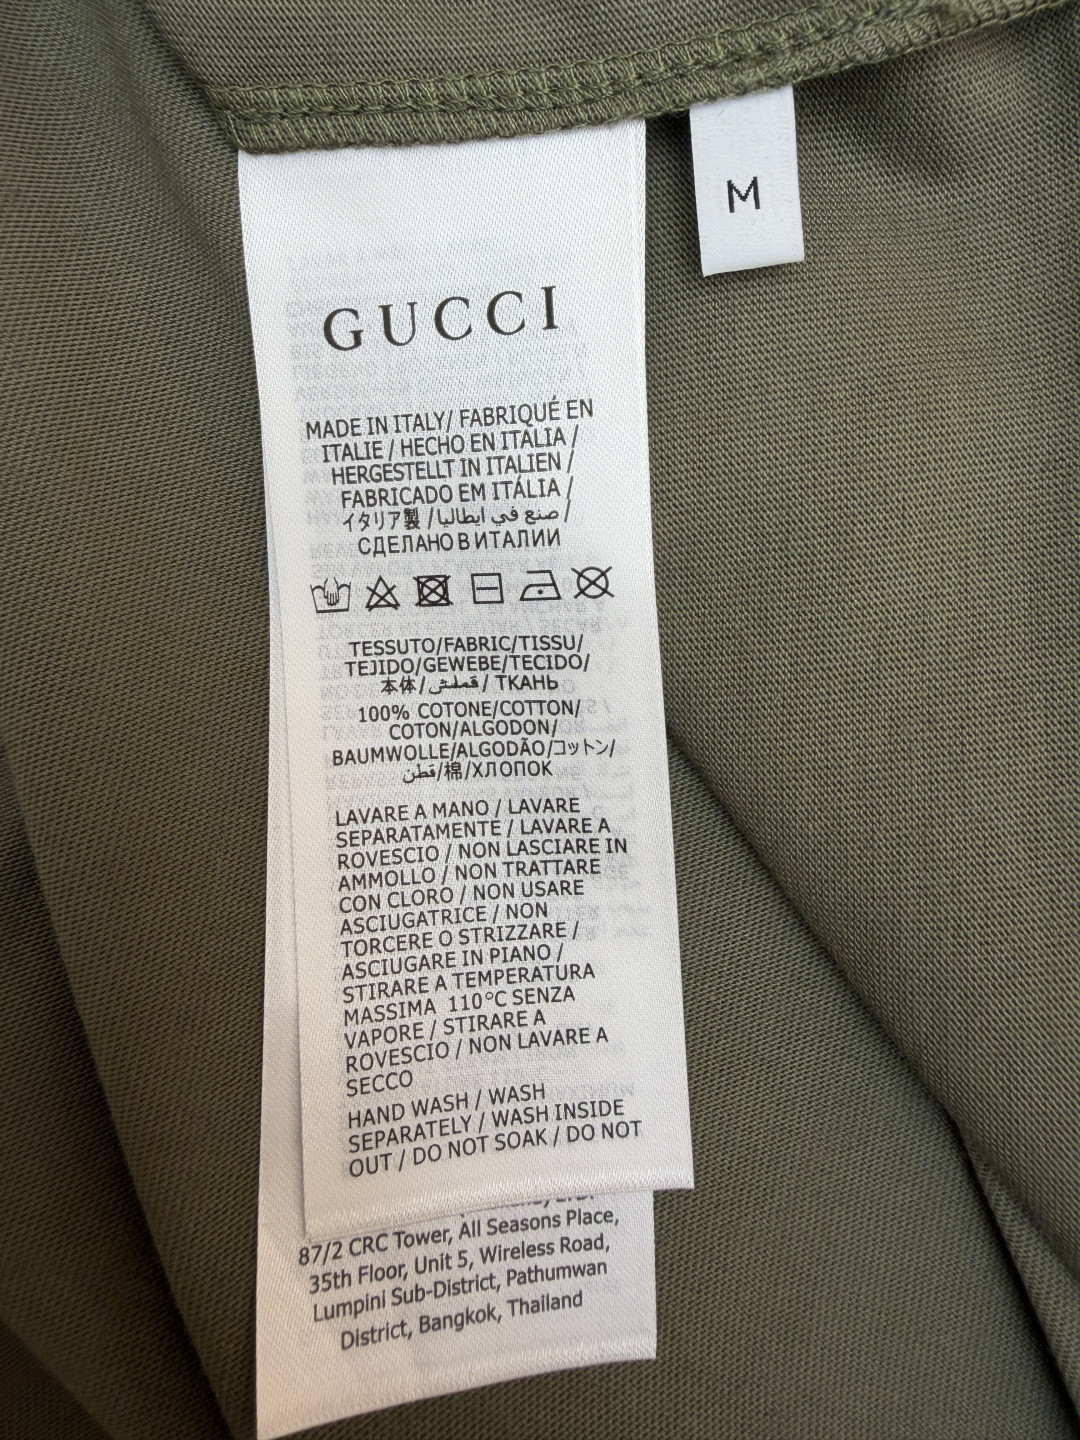 M
GUCCI
MADE IN ITALY/ FABRIQUÉ EN
ITALIE / HECHO EN ITALIA /
HERGESTELLT IN ITALIEN /
FABRICADO EM ITÁLIA /
イタリア製 / صنع في ايطاليا /
СДЕЛАНО В ИТАЛИИ
TESSUTO/FABRIC/TISSU/
TEJIDO/GEWEBE/TECIDO/
本体 / قملش / ТКАНЬ
100% COTONE/COTTON/
COTON/ALGODON/
BAUMWOLLE/ALGODÃO/コットン/
قطن/棉/ХЛОПОК
LAVARE A MANO / LAVARE
SEPARATAMENTE / LAVARE A
ROVESCIO / NON LASCIARE IN
AMMOLLO / NON TRATTARE
CON CLORO / NON USARE
ASCIUGATRICE / NON
TORCERE O STRIZZARE /
ASCIUGARE IN PIANO /
STIRARE A TEMPERATURA
MASSIMA 110°C SENZA
VAPORE / STIRARE A
ROVESCIO / NON LAVARE A
SECCO
HAND WASH / WASH
SEPARATELY / WASH INSIDE
OUT / DO NOT SOAK / DO NOT
87/2 CRC Tower, All Seasons Place,
35th Floor, Unit 5, Wireless Road,
Lumpini Sub-District, Pathumwan
District, Bangkok, Thailand